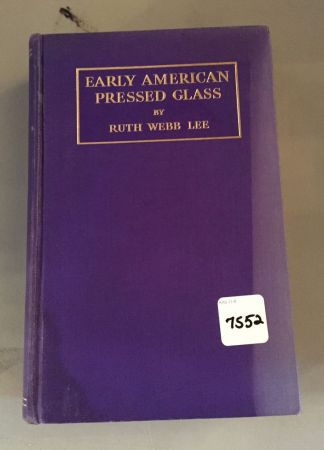 EARLY AMERICAN
PRESSED GLASS
BY
RUTH WEBB LEE
7552